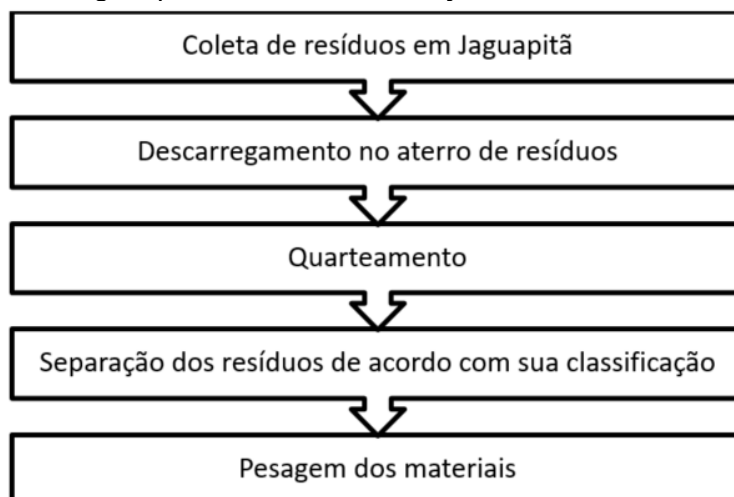 Coleta de resíduos em Jaguapitã
Descarregamento no aterro de resíduos
Quarteamento
Separação dos resíduos de acordo com sua classificação
Pesagem dos materiais